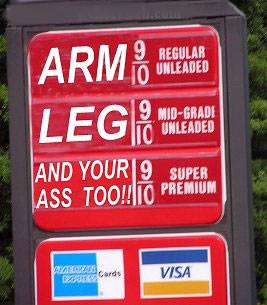 ARM 9/10 REGULAR
UNLEADED
LEG 9/10 MID-GRADE
UNLEADED
AND YOUR
ASS TOO!! 9/10 SUPER
PREMIUM
AMERICAN
EXPRESS Cards
VISA